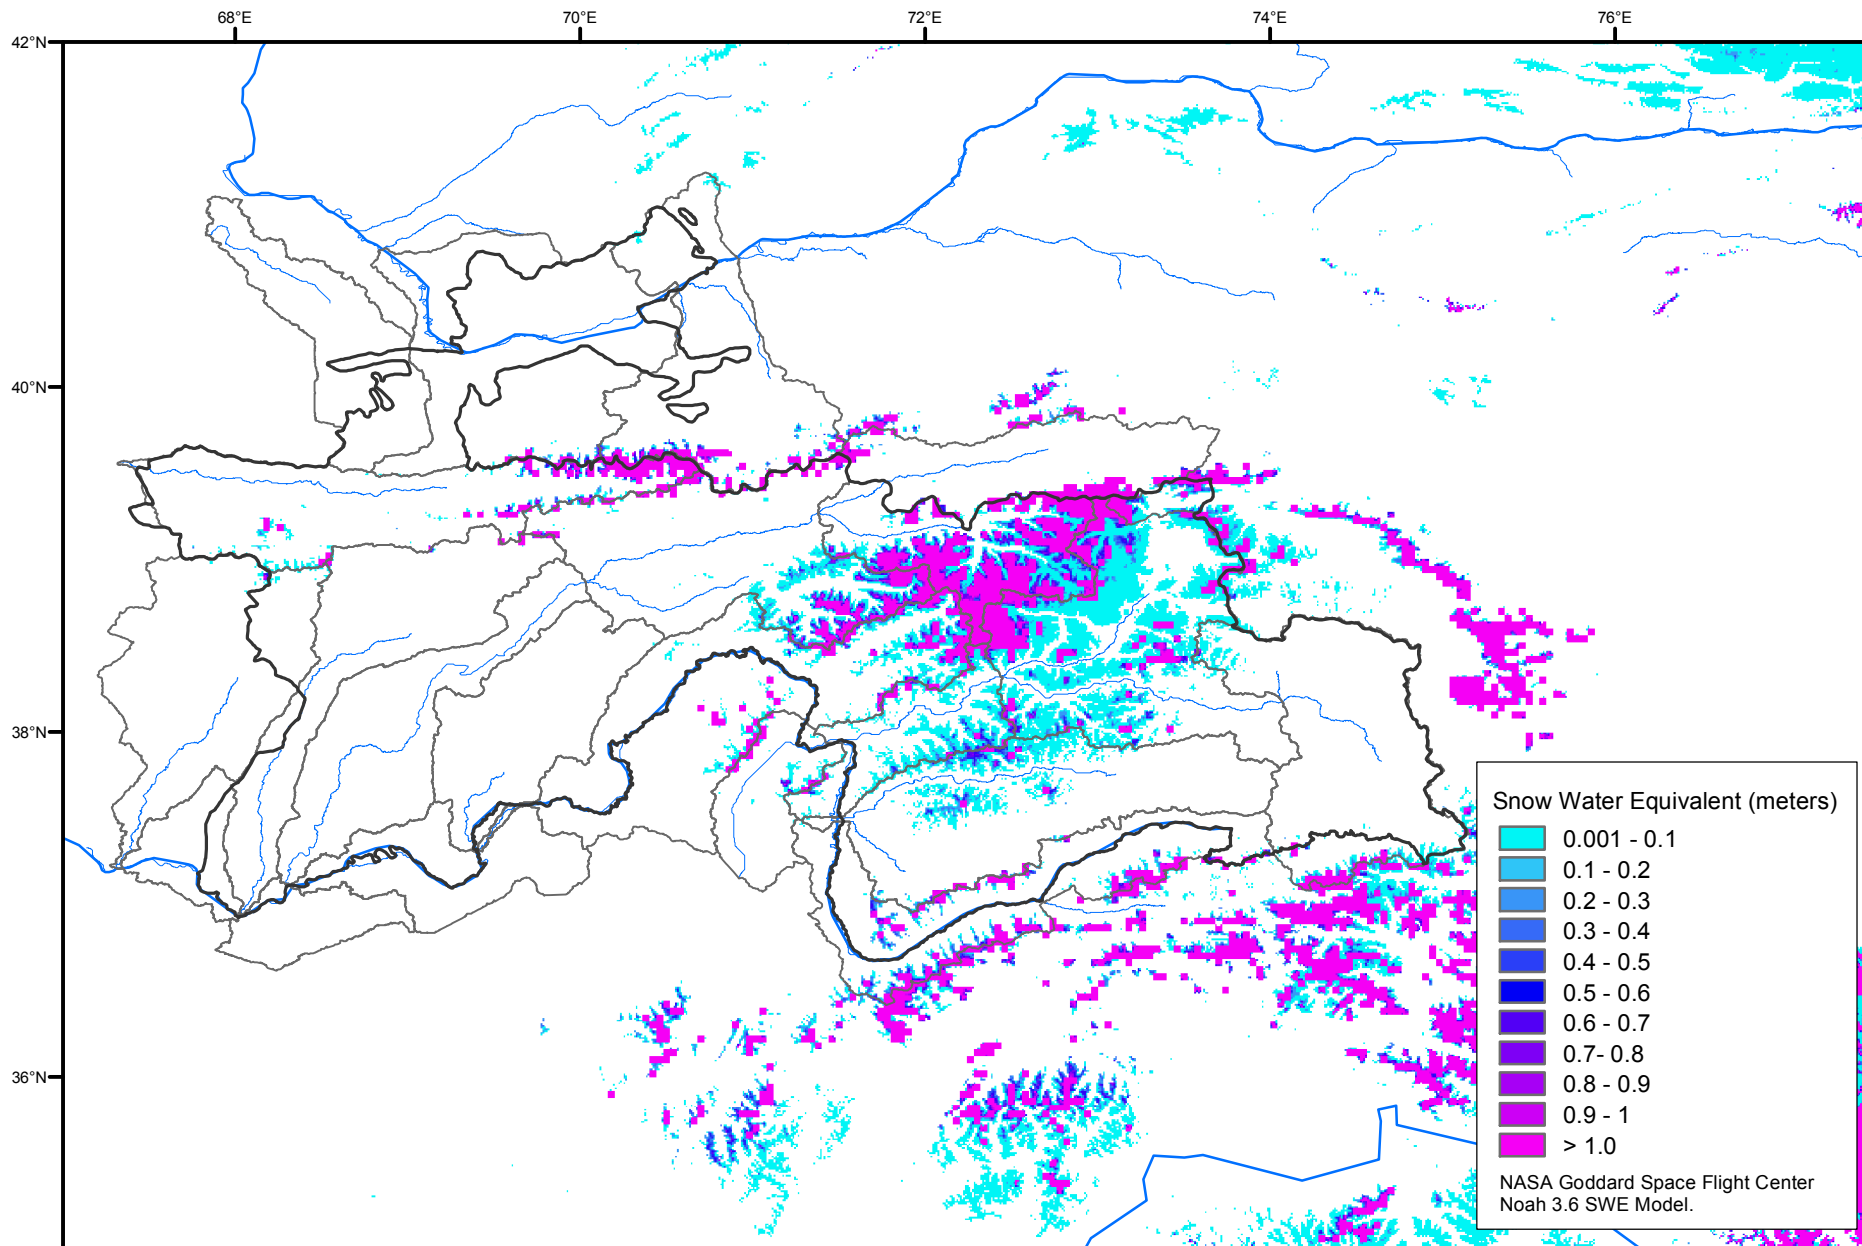 68°E 70°E 72°E 74°E 76°E
42°N
40°N
38°N
36°N
Snow Water Equivalent (meters)
0.001 - 0.1
0.1 - 0.2
0.2 - 0.3
0.3 - 0.4
0.4 - 0.5
0.5 - 0.6
0.6 - 0.7
0.7- 0.8
0.8 - 0.9
0.9 - 1
> 1.0
NASA Goddard Space Flight Center
Noah 3.6 SWE Model.